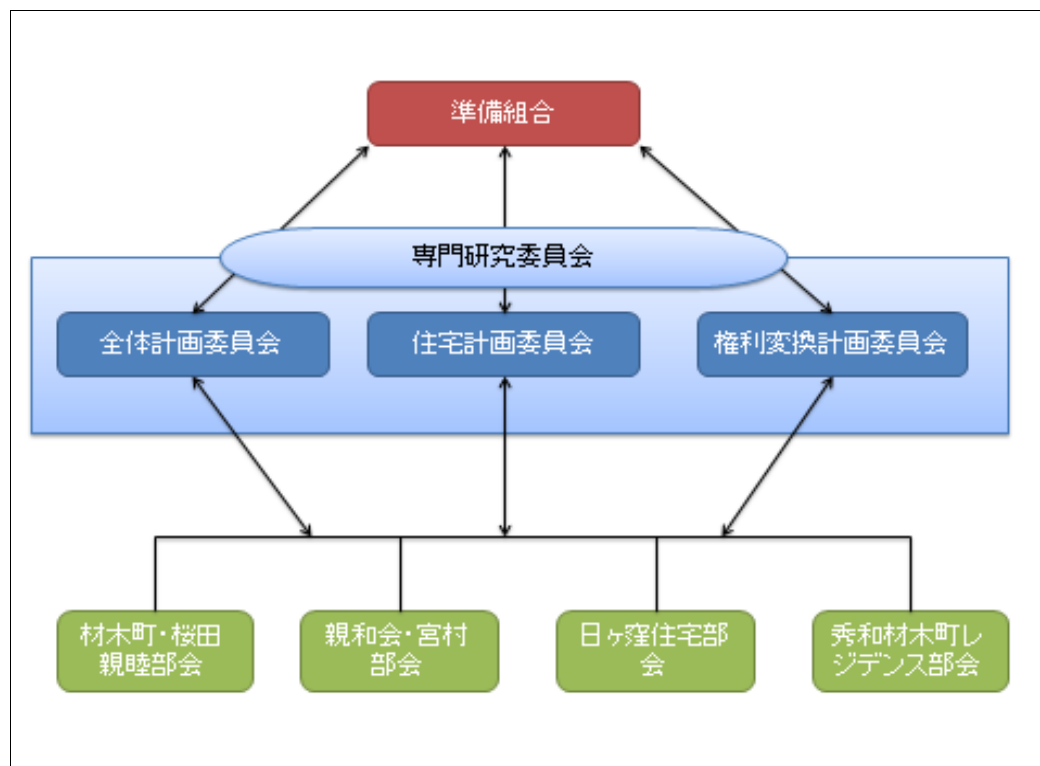 準備組合
専門研究委員会
全体計画委員会
住宅計画委員会
権利変換計画委員会
材木町・桜田
親睦部会
親和会・宮村
部会
日ヶ窪住宅部
会
秀和材木町レ
ジデンス部会